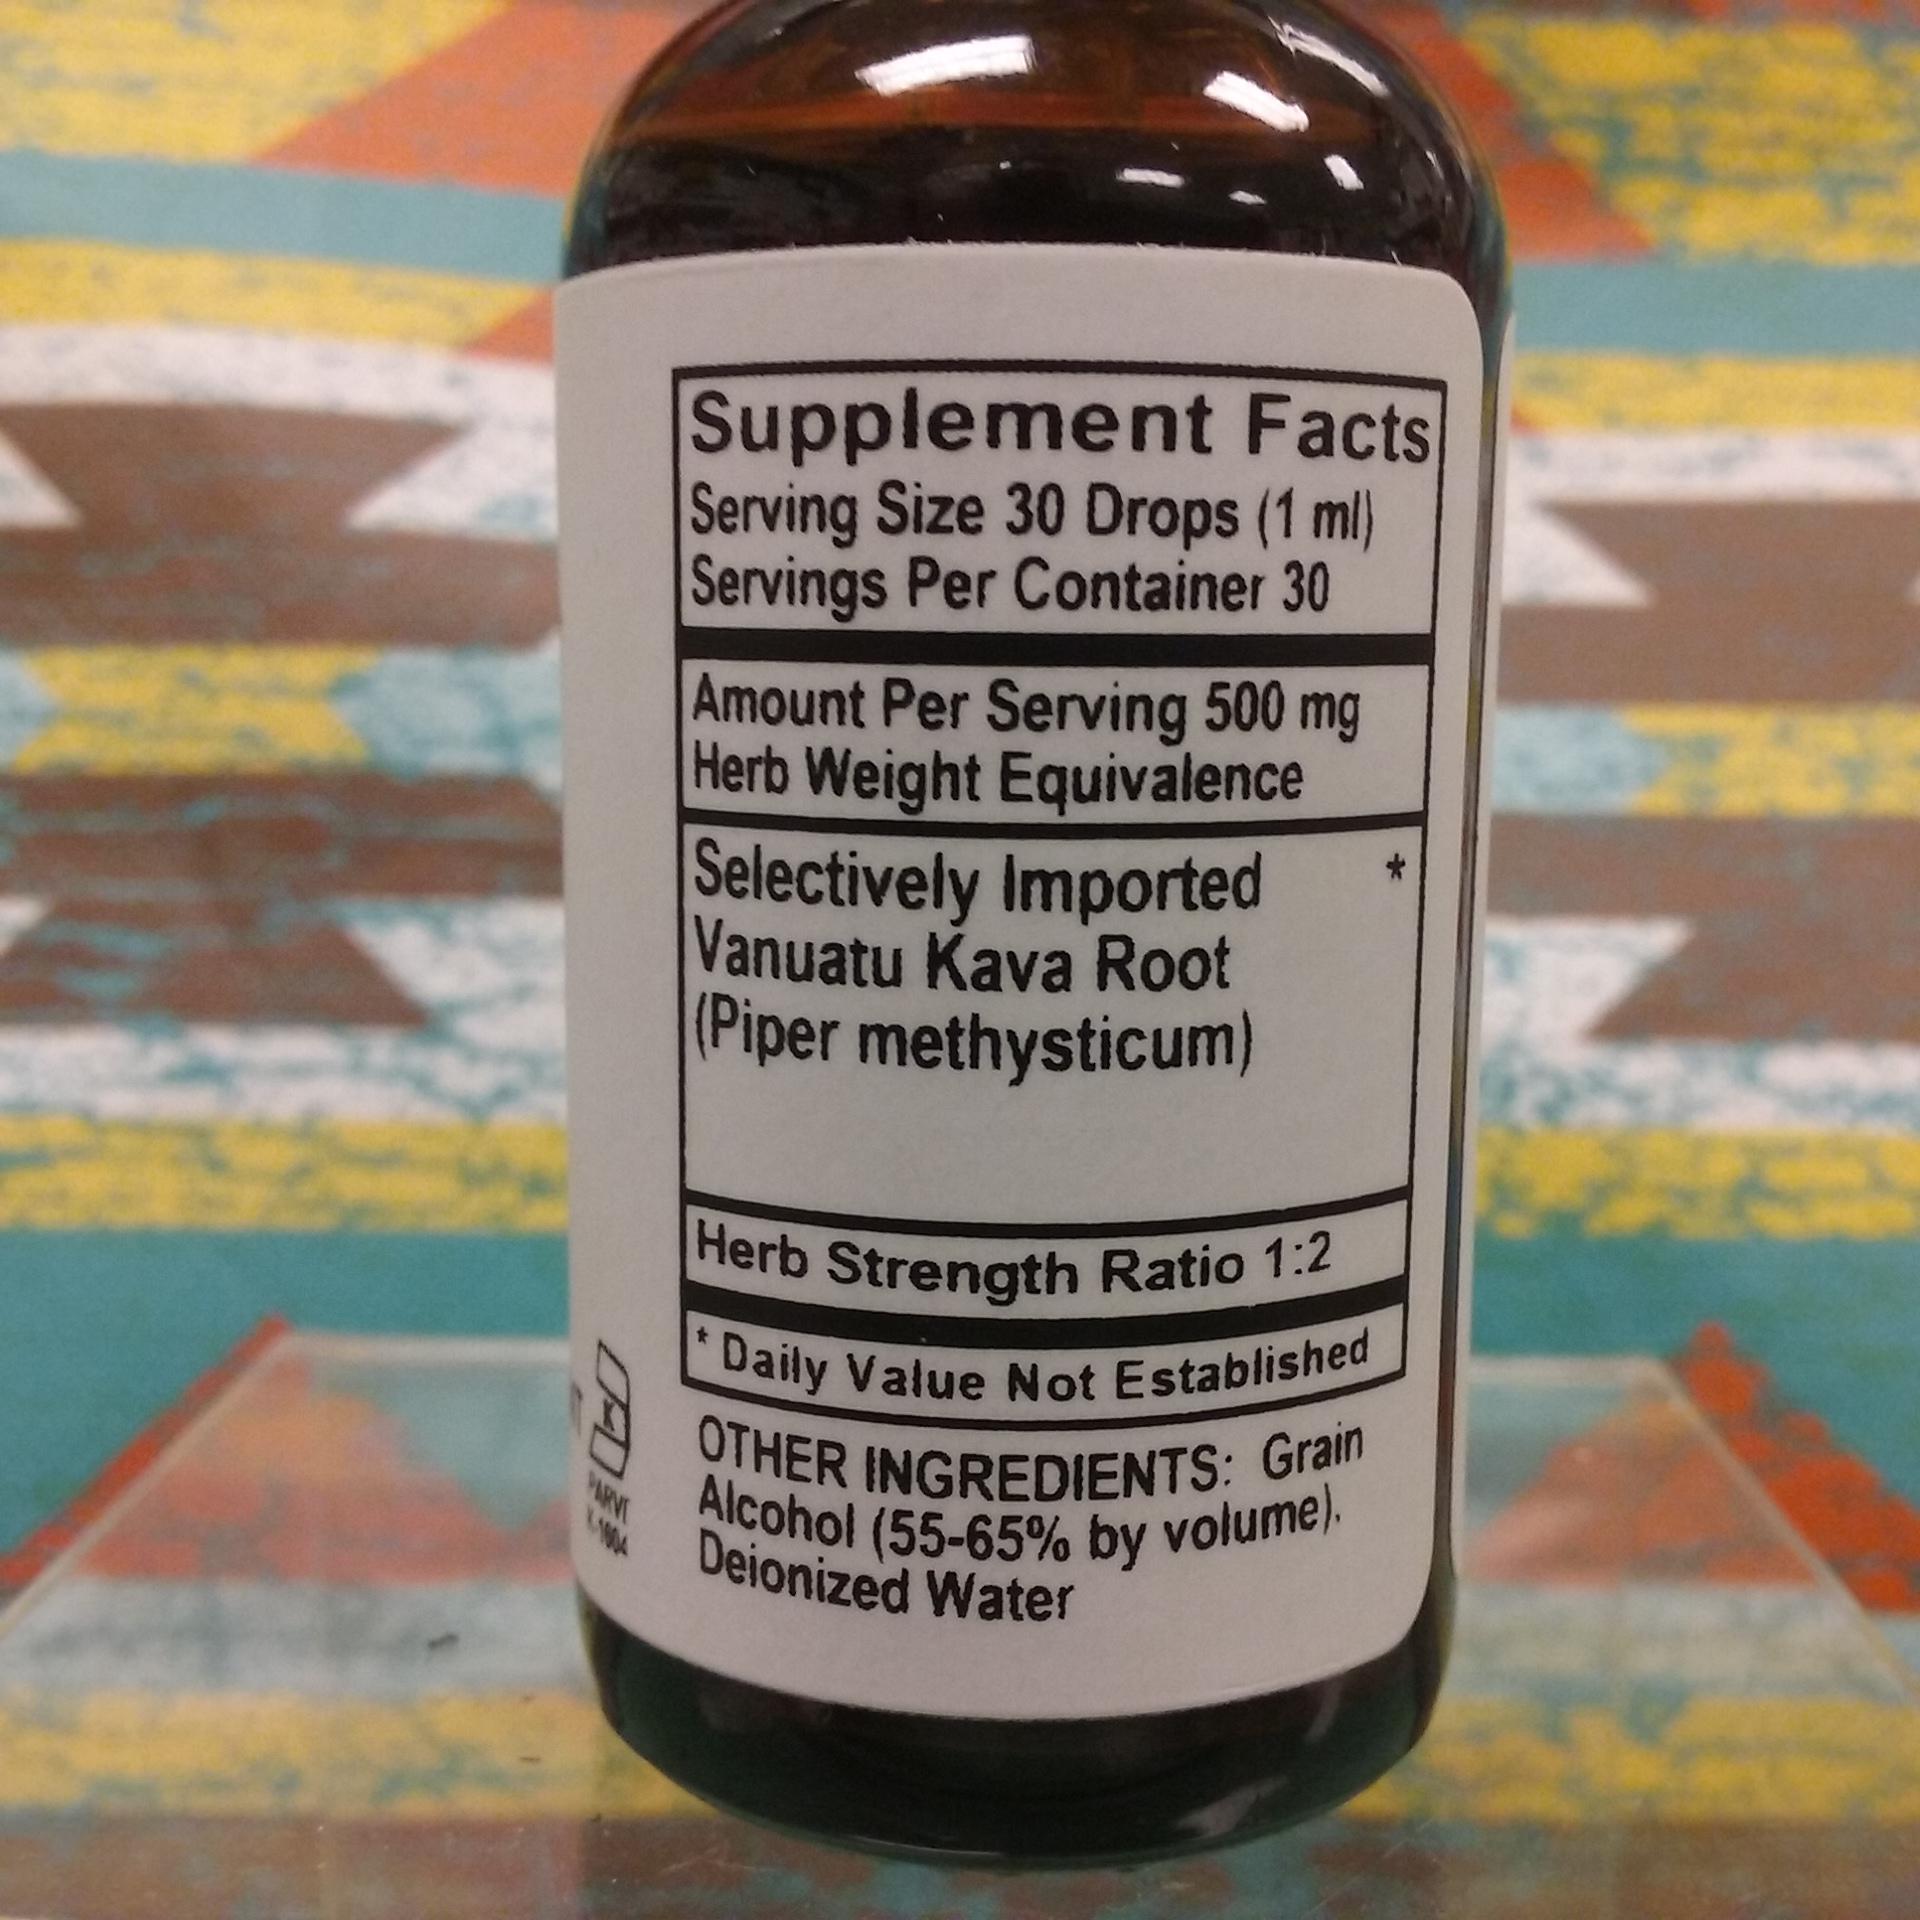 Supplement Facts
Serving Size 30 Drops (1 ml)
Servings Per Container 30
Amount Per Serving 500 mg
Herb Weight Equivalence
Selectively Imported *
Vanuatu Kava Root
(Piper methysticum)
Herb Strength Ratio 1:2
* Daily Value Not Established
OTHER INGREDIENTS: Grain
Alcohol (55-65% by volume).
Deionized Water
K